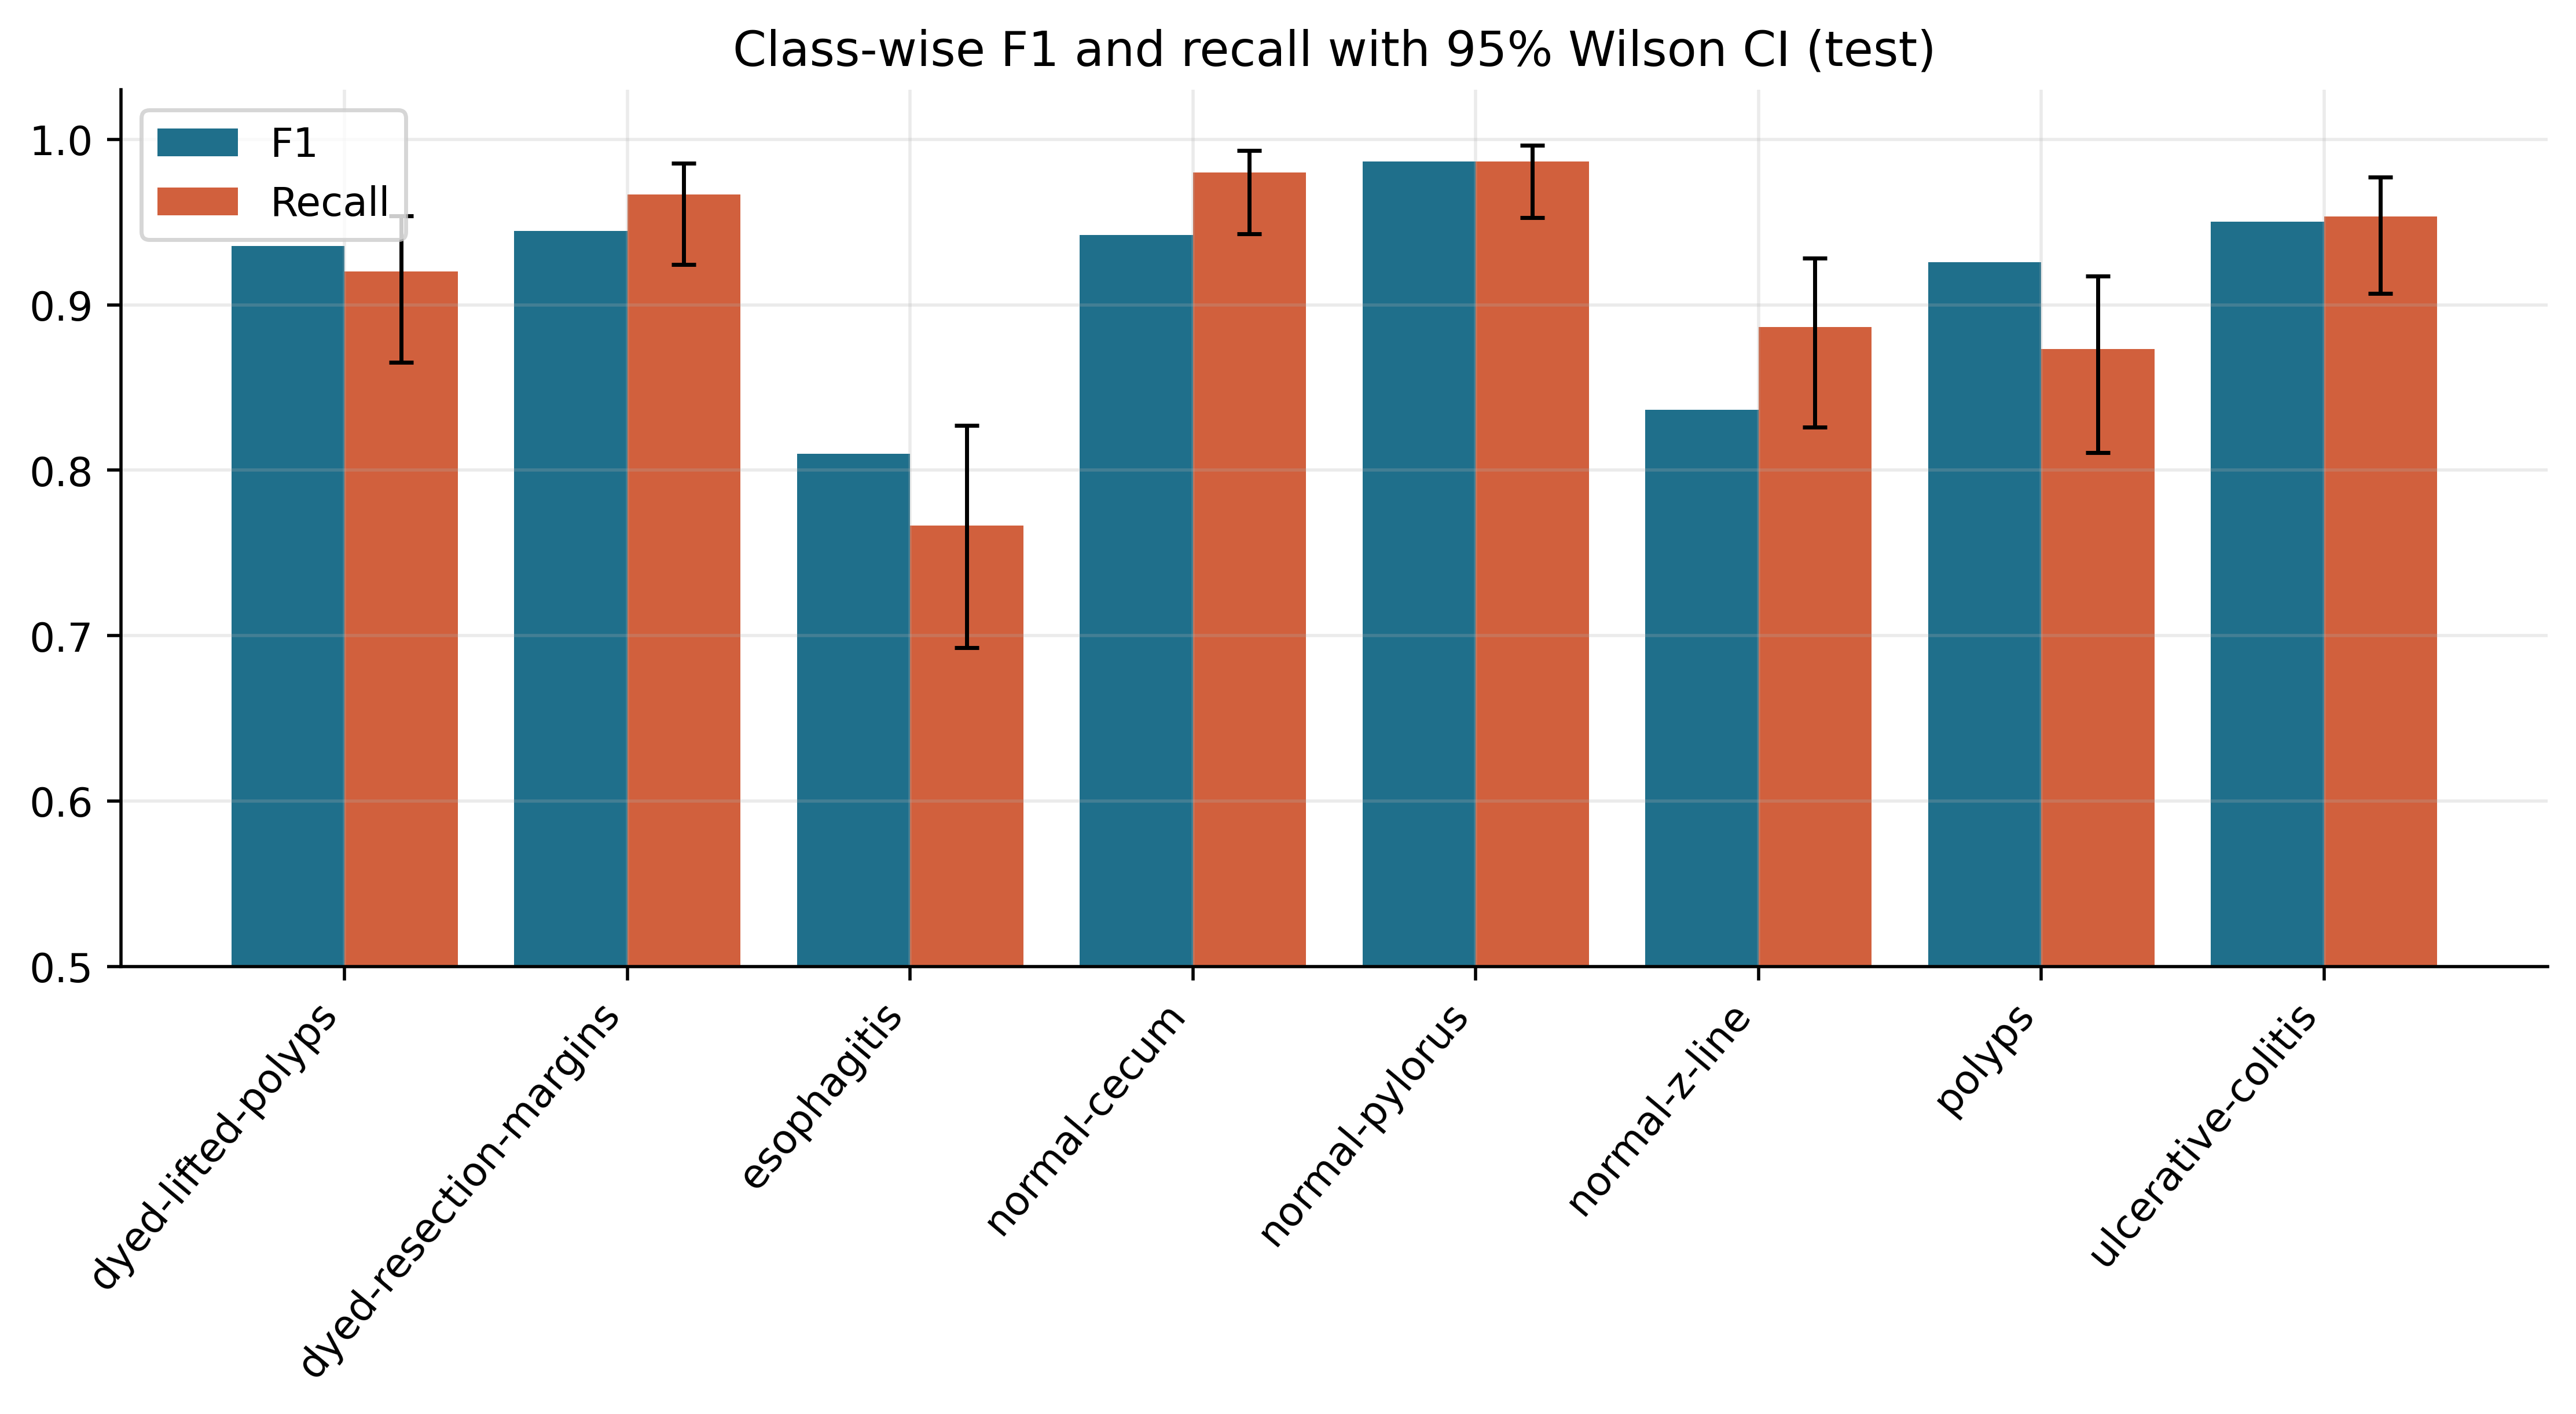 Class-wise F1 and recall with 95% Wilson CI (test)
F1
Recall
1.0
0.9
0.8
0.7
0.6
0.5
dyed-lifted-polyps
dyed-resection-margins
esophagitis
normal-cecum
normal-pylorus
normal-z-line
polyps
ulcerative-colitis